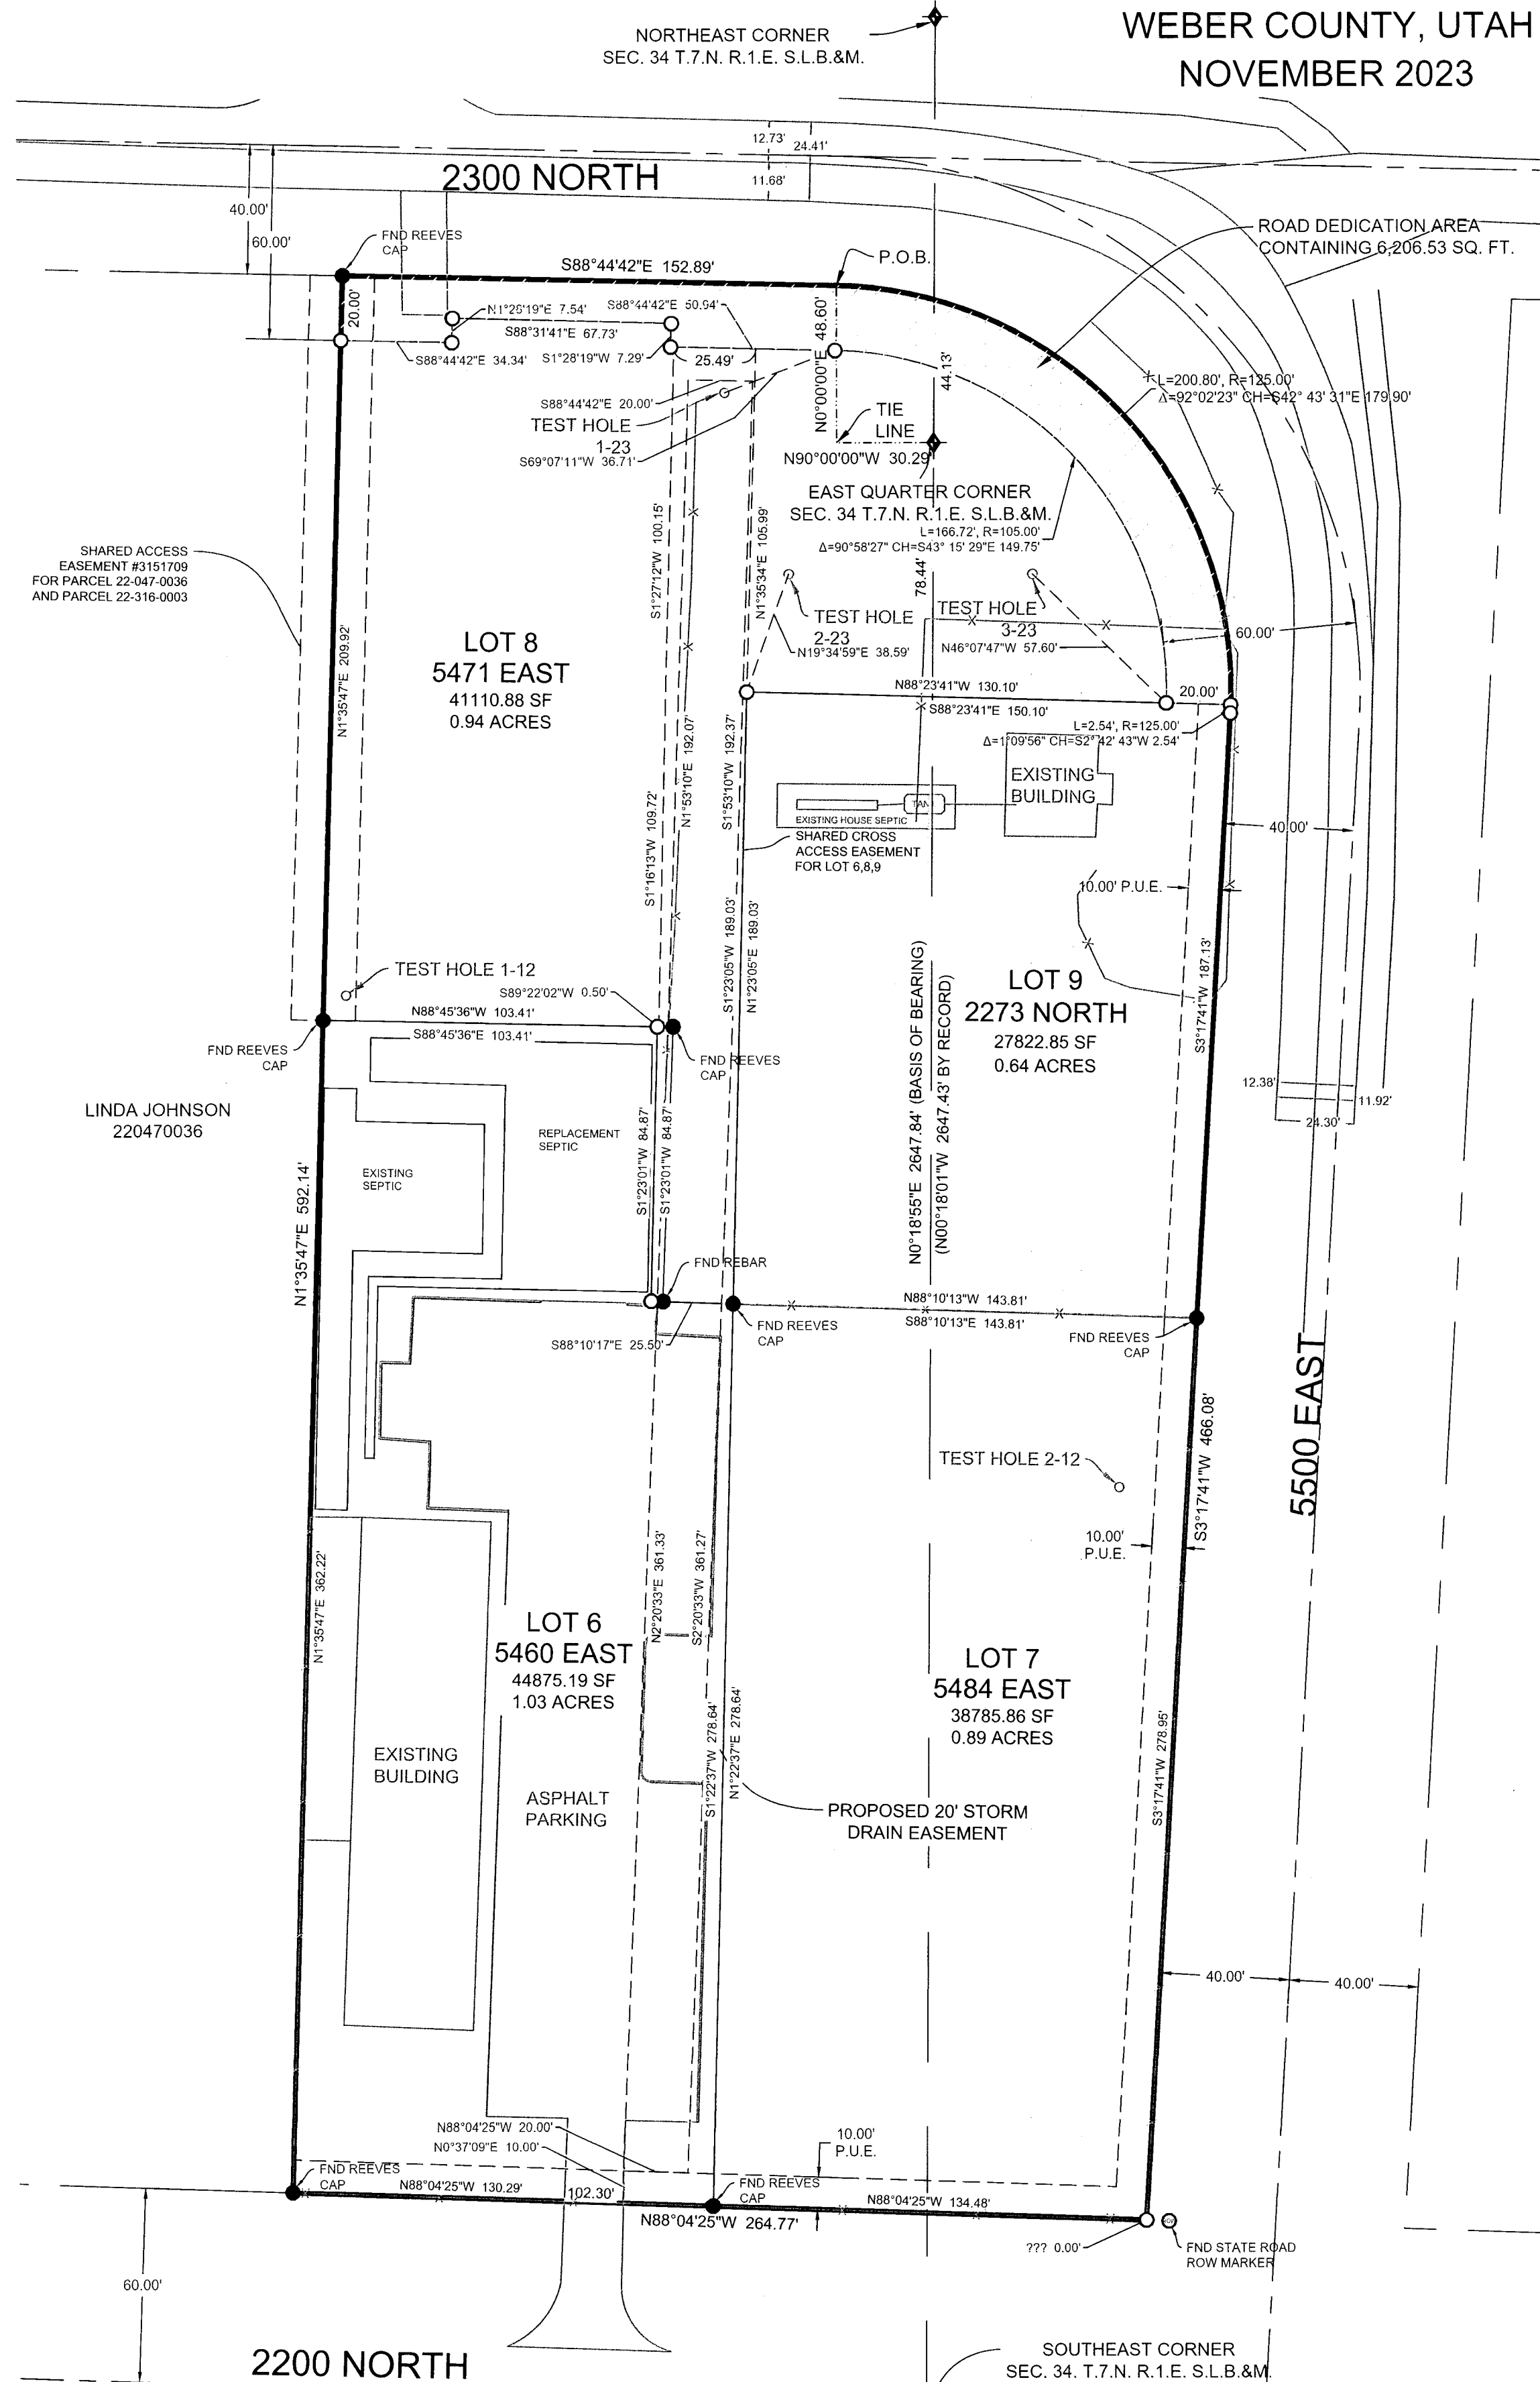 WEBER COUNTY, UTAH
NOVEMBER 2023
NORTHEAST CORNER
SEC. 34 T.7.N. R.1.E. S.L.B.&M.
12.73'
24.41'
11.68'
2300 NORTH
40.00'
60.00'
FND REEVES
CAP
S88°44'42"E 152.89'
P.O.B.
ROAD DEDICATION AREA
CONTAINING 6,206.53 SQ. FT.
20.00'
N1°26'19"E 7.54'
S88°44'42"E 50.94'
S88°31'41"E 67.73'
S88°44'42"E 34.34'
S1°28'19"W 7.29'
25.49'
N0°00'00"E 48.60'
44.13'
L=200.80', R=125.00'
Δ=92°02'23" CH=S42° 43' 31"E 179.90'
S88°44'42"E 20.00'
TEST HOLE
1-23
S69°07'11"W 36.71'
TIE
LINE
N90°00'00"W 30.29'
EAST QUARTER CORNER
SEC. 34 T.7.N. R.1.E. S.L.B.&M.
L=166.72', R=105.00'
Δ=90°58'27" CH=S43° 15' 29"E 149.75'
SHARED ACCESS
EASEMENT #3151709
FOR PARCEL 22-047-0036
AND PARCEL 22-316-0003
N1°35'47"E 209.92'
S1°27'12"W 100.15'
N1°35'34"E 105.99'
78.44'
LOT 8
5471 EAST
41110.88 SF
0.94 ACRES
TEST HOLE
2-23
N19°34'59"E 38.59'
TEST HOLE
3-23
N46°07'47"W 57.60'
60.00'
N88°23'41"W 130.10'
20.00'
S88°23'41"E 150.10'
L=2.54', R=125.00'
Δ=1°09'56" CH=S2° 42' 43"W 2.54'
S1°16'13"W 109.72'
N1°53'10"E 192.07'
S1°53'10"W 192.37'
EXISTING
BUILDING
TAN
EXISTING HOUSE SEPTIC
SHARED CROSS
ACCESS EASEMENT
FOR LOT 6,8,9
40.00'
10.00' P.U.E.
S1°23'05"W 189.03'
N1°23'05"E 189.03'
N0°18'55"E 2647.84' (BASIS OF BEARING)
(N00°18'01"W 2647.43' BY RECORD)
LOT 9
2273 NORTH
27822.85 SF
0.64 ACRES
S3°17'41"W 187.13'
TEST HOLE 1-12
S89°22'02"W 0.50'
N88°45'36"W 103.41'
S88°45'36"E 103.41'
FND REEVES
CAP
FND REEVES
CAP
12.38'
11.92'
24.30'
LINDA JOHNSON
220470036
REPLACEMENT
SEPTIC
EXISTING
SEPTIC
S1°23'01"W 84.87'
S1°23'01"W 84.87'
N1°35'47"E 592.14'
FND REBAR
N88°10'13"W 143.81'
S88°10'13"E 143.81'
S88°10'17"E 25.50'
FND REEVES
CAP
FND REEVES
CAP
5500 EAST
S3°17'41"W 466.08'
TEST HOLE 2-12
10.00'
P.U.E.
N1°35'47"E 362.22'
N2°20'33"E 361.33'
S2°20'33"W 361.27'
LOT 6
5460 EAST
44875.19 SF
1.03 ACRES
LOT 7
5484 EAST
38785.86 SF
0.89 ACRES
S1°22'37"W 278.64'
N1°22'37"E 278.64'
S3°17'41"W 278.95'
EXISTING
BUILDING
ASPHALT
PARKING
PROPOSED 20' STORM
DRAIN EASEMENT
40.00'
40.00'
N88°04'25"W 20.00'
N0°37'09"E 10.00'
10.00'
P.U.E.
FND REEVES
CAP
N88°04'25"W 130.29'
102.30'
FND REEVES
CAP
N88°04'25"W 134.48'
N88°04'25"W 264.77'
??? 0.00'
FND STATE ROAD
ROW MARKER
60.00'
2200 NORTH
SOUTHEAST CORNER
SEC. 34. T.7.N. R.1.E. S.L.B.&M.